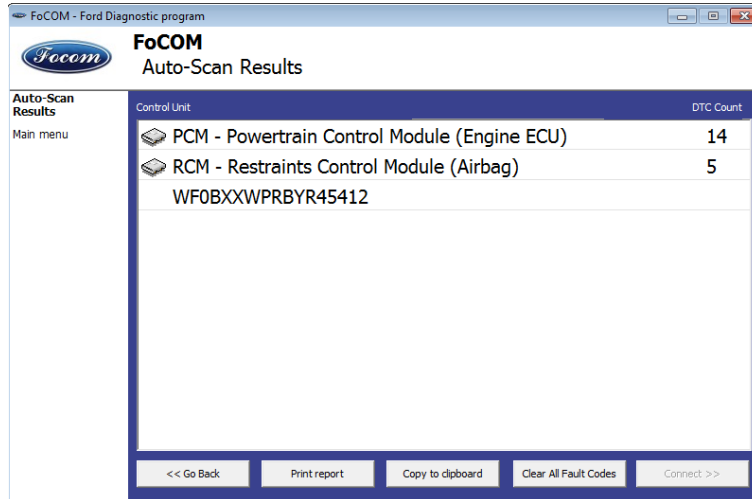 FoCOM - Ford Diagnostic program
Focom
FoCOM
Auto-Scan Results
Auto-Scan
Results
Main menu
Control Unit DTC Count
PCM - Powertrain Control Module (Engine ECU) 14
RCM - Restraints Control Module (Airbag) 5
WF0BXXWPRBYR45412
<< Go Back Print report Copy to clipboard Clear All Fault Codes Connect >>